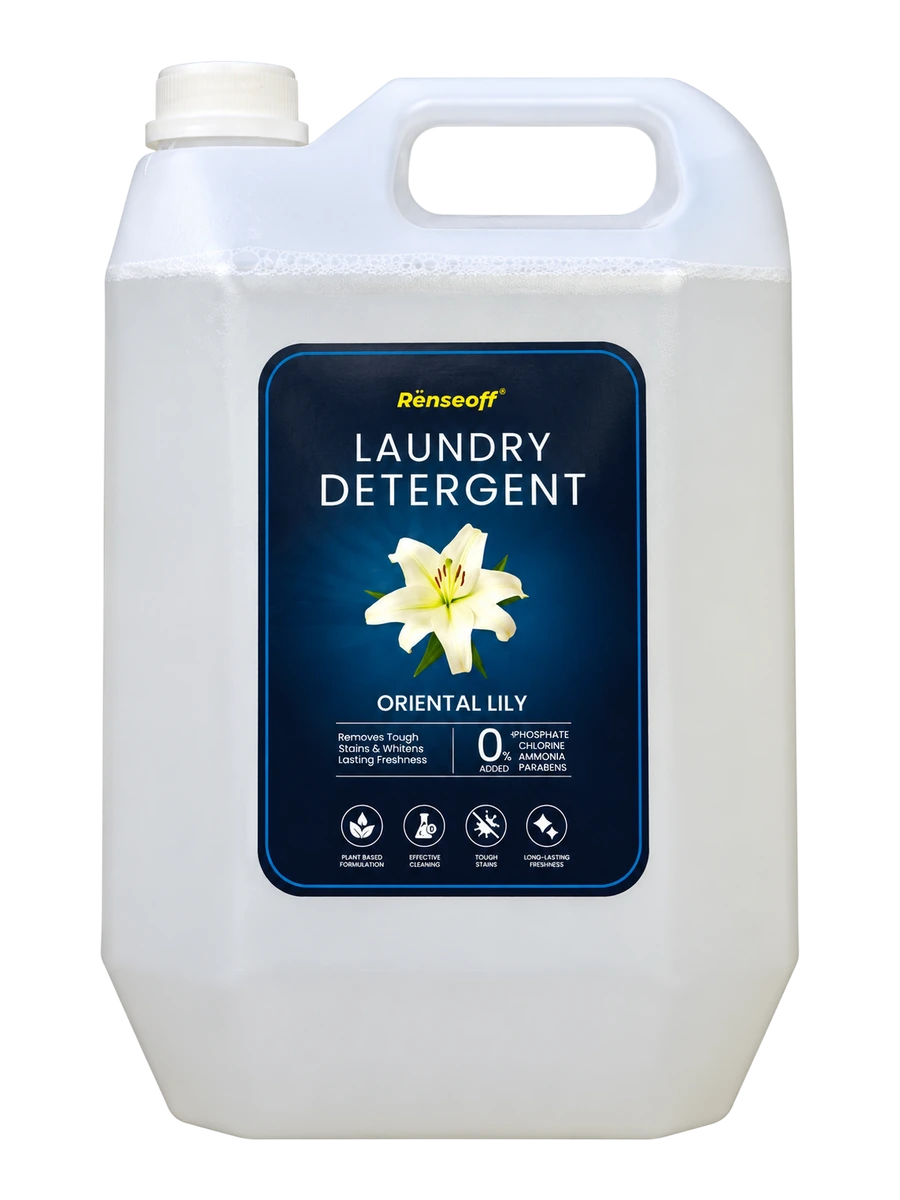 Rënseoff®
LAUNDRY
DETERGENT
ORIENTAL LILY
Removes Tough
Stains & Whitens
Lasting Freshness
0%
ADDED
PHOSPHATE
CHLORINE
AMMONIA
PARABENS
PLANT BASED
FORMULATION
EFFECTIVE
CLEANING
TOUGH
STAINS
LONG-LASTING
FRESHNESS